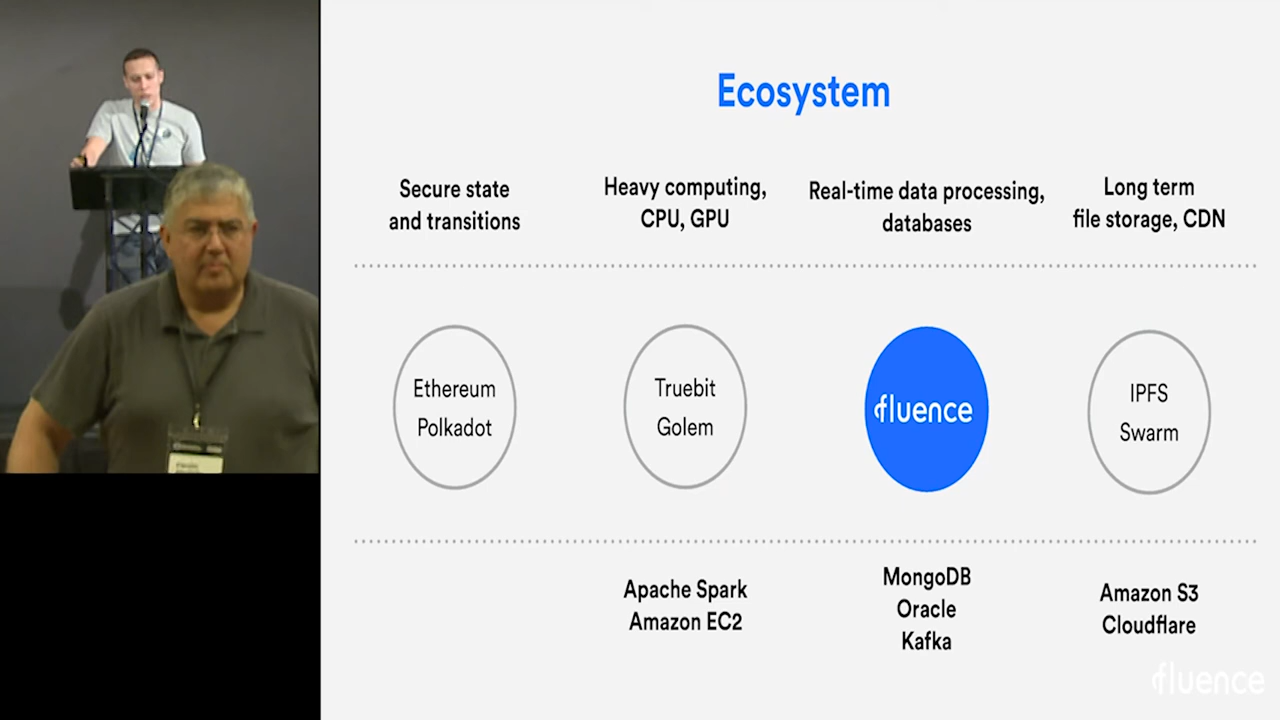 Ecosystem
Secure state
and transitions
Heavy computing,
CPU, GPU
Real-time data processing,
databases
Long term
file storage, CDN
Ethereum
Polkadot
Truebit
Golem
fluence
IPFS
Swarm
Apache Spark
Amazon EC2
MongoDB
Oracle
Kafka
Amazon S3
Cloudflare
fluence